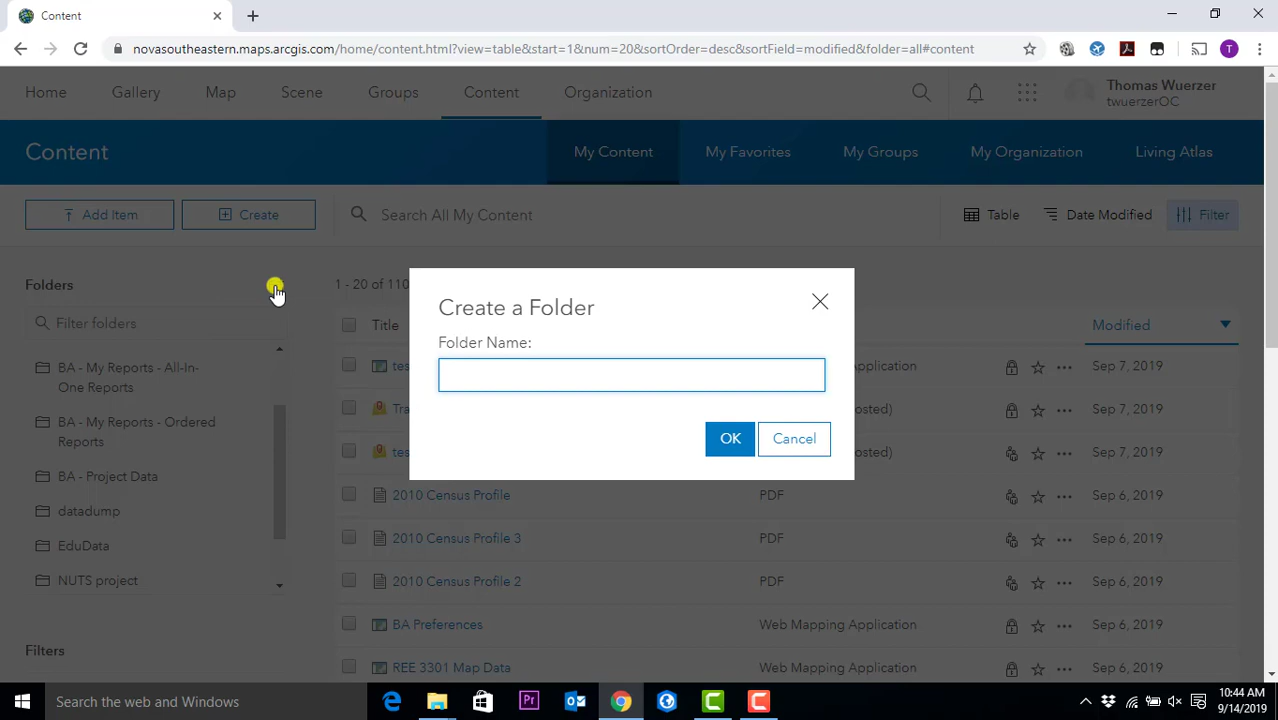 Content
novasoutheastern.maps.arcgis.com/home/content.html?view=table&start=1&num=20&sortOrder=desc&sortField=modified&folder=all#content
T
Home Gallery Map Scene Groups Content Organization
Thomas Wuerzer
twuerzerOC
Content
My Content My Favorites My Groups My Organization Living Atlas
Add Item Create Search All My Content Table Date Modified Filter
Folders
Filter folders
BA - My Reports - All-In-
One Reports
BA - My Reports - Ordered
Reports
BA - Project Data
datadump
EduData
NUTS project
Filters
1 - 20 of 110
Title Modified
Create a Folder
Folder Name:
OK Cancel
tes Web Mapping Application Sep 7, 2019
Tra osted) Sep 7, 2019
tes osted) Sep 6, 2019
2010 Census Profile PDF Sep 6, 2019
2010 Census Profile 3 PDF Sep 6, 2019
2010 Census Profile 2 PDF Sep 6, 2019
BA Preferences Web Mapping Application Sep 6, 2019
REE 3301 Map Data Web Mapping Application Sep 6, 2019
Search the web and Windows
Pr
10:44 AM
9/14/2019